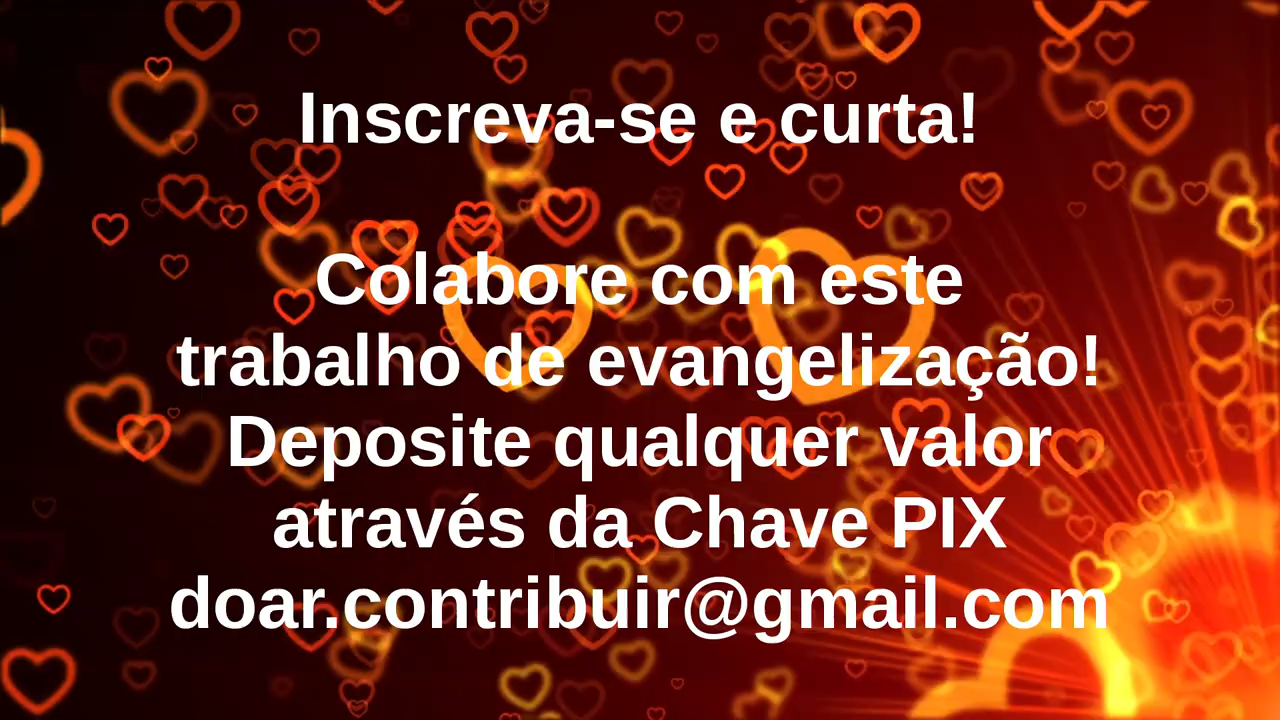 Inscreva-se e curta!
Colabore com este
trabalho de evangelização!
Deposite qualquer valor
através da Chave PIX
doar.contribuir@gmail.com